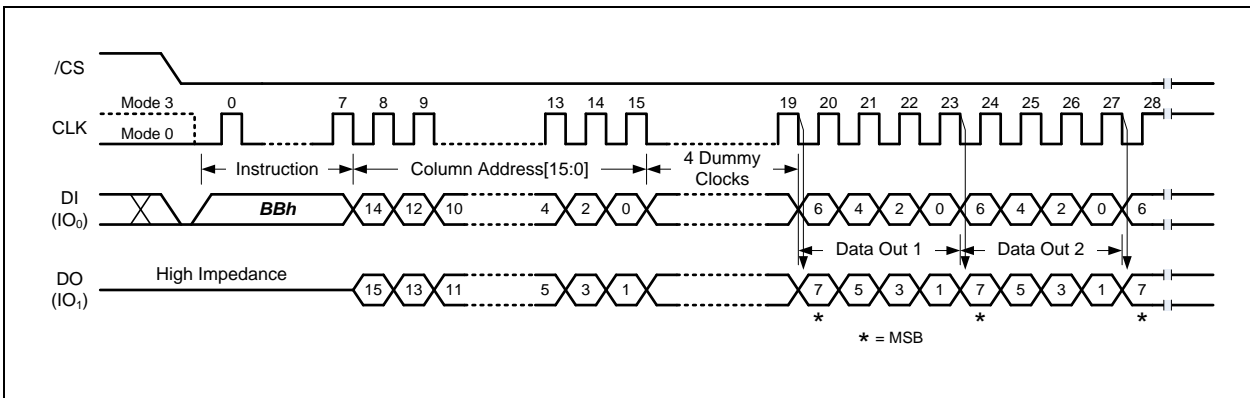 /CS
Mode 3 0 7 8 9 13 14 15 19 20 21 22 23 24 25 26 27 28
CLK
Mode 0
Instruction Column Address[15:0] 4 Dummy Clocks
DI (IO0) BBh 14 12 10 4 2 0 6 4 2 0 6 4 2 0 6
Data Out 1 Data Out 2
High Impedance
DO (IO1) 15 13 11 5 3 1 7 5 3 1 7 5 3 1 7
* * *
* = MSB